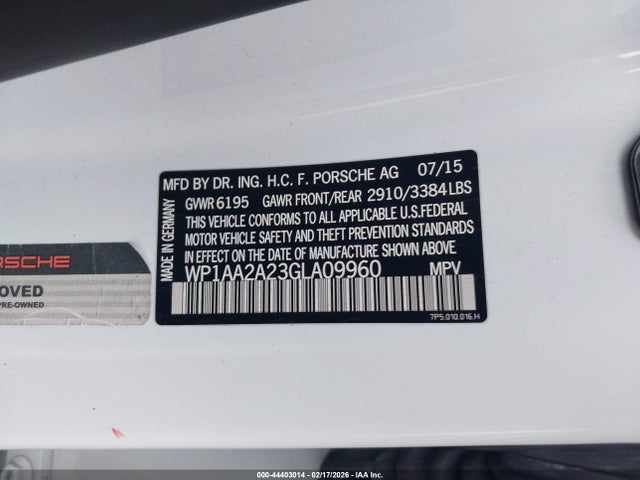 MFD BY DR. ING. H.C. F. PORSCHE AG 07/15
GVWR 6195 GAWR FRONT/REAR 2910/3384LBS
THIS VEHICLE CONFORMS TO ALL APPLICABLE U.S.FEDERAL
MOTOR VEHICLE SAFETY AND THEFT PREVENTION STANDARDS
IN EFFECT ON THE DATE OF MANUFACTURE SHOWN ABOVE.
WP1AA2A23GLA09960 MPV
MADE IN GERMANY
7P5.010.016.H
RSCHE
OVED
PRE-OWNED
000-44403014 - 02/17/2026 - IAA Inc.